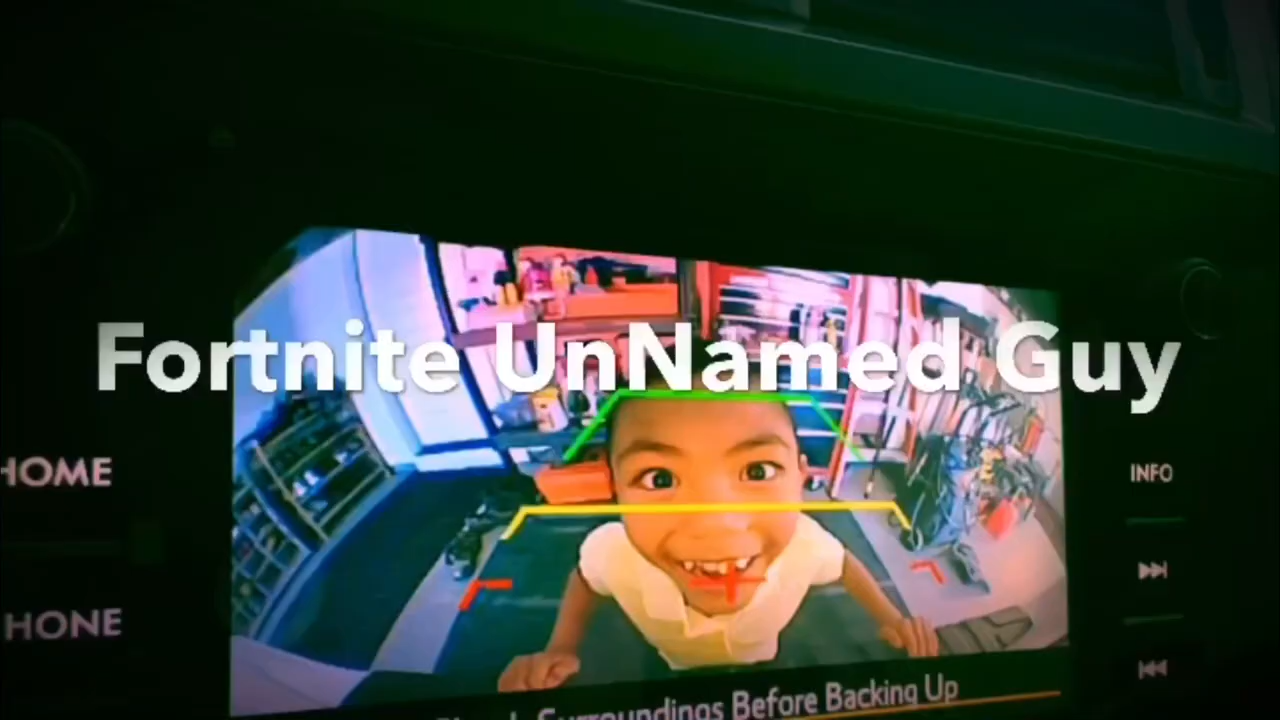 Fortnite UnNamed Guy
HOME
INFO
HONE
Surroundings Before Backing Up